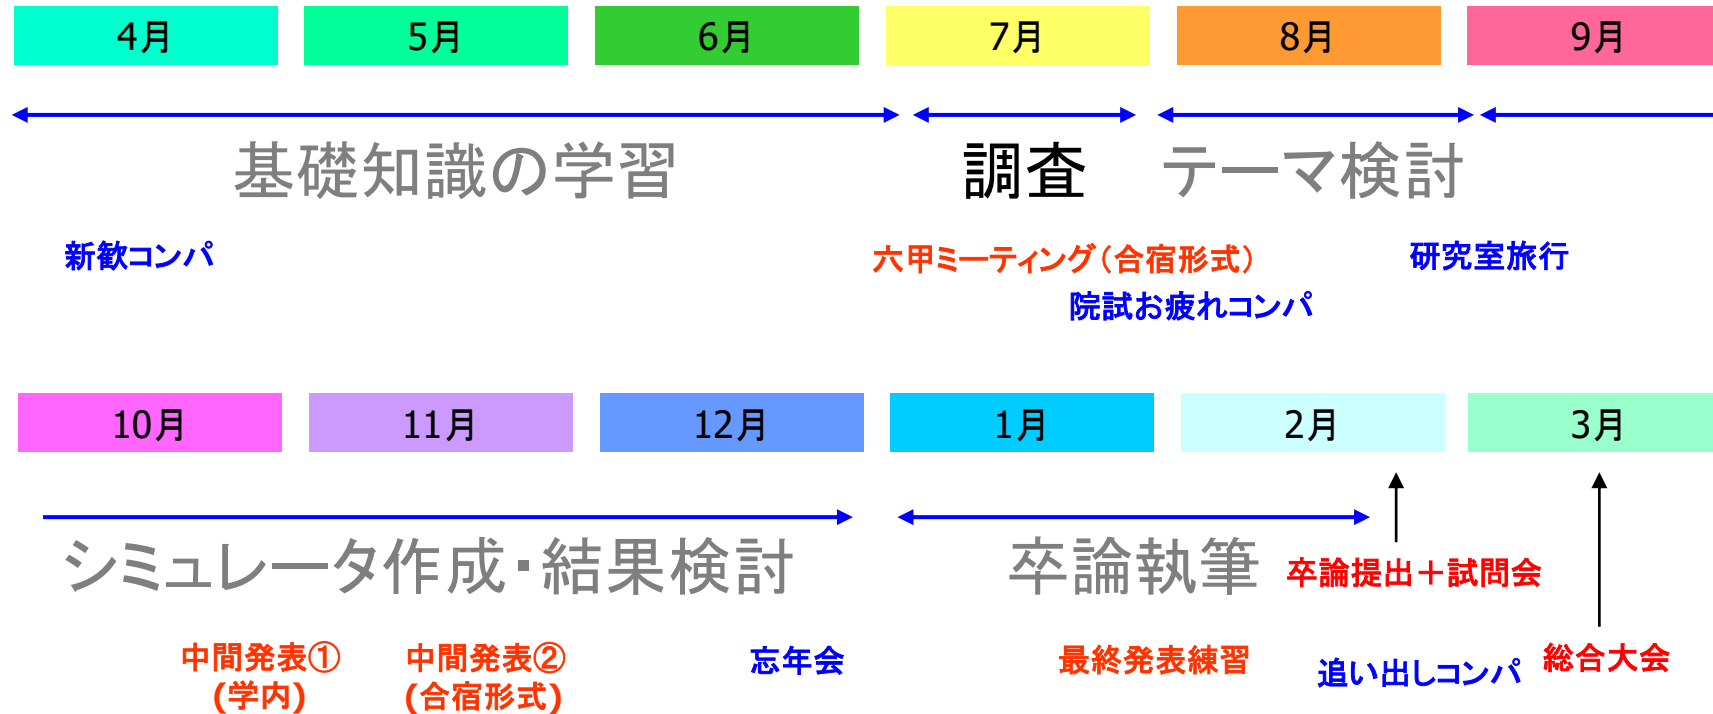 4月 5月 6月 7月 8月 9月
基礎知識の学習 調査 テーマ検討
新歓コンパ 六甲ミーティング(合宿形式) 研究室旅行
院試お疲れコンパ
10月 11月 12月 1月 2月 3月
シミュレータ作成・結果検討 卒論執筆 卒論提出+試問会
中間発表① 中間発表② 忘年会 最終発表練習 追い出しコンパ 総合大会
(学内) (合宿形式)